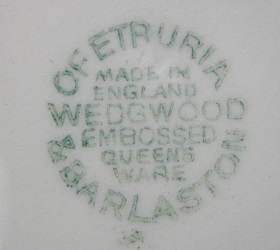 OF ETRURIA
MADE IN
ENGLAND
WEDGWOOD
EMBOSSED
QUEENS
WARE
& BARLASTON